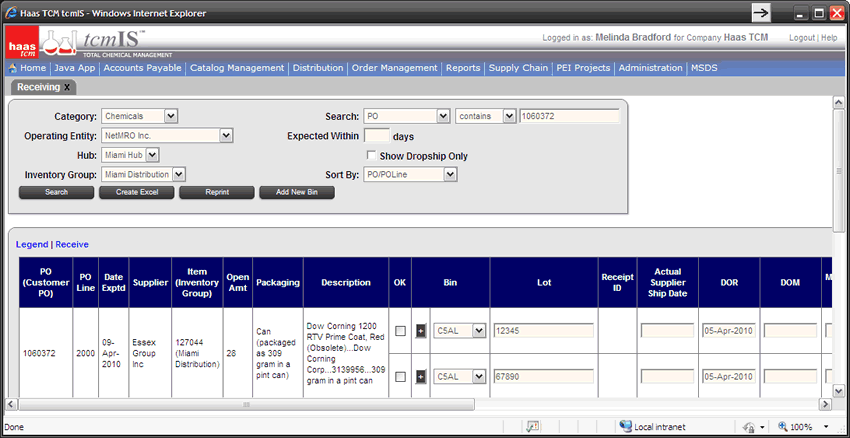 Haas TCM tcmIS - Windows Internet Explorer
haas tcm
tcmIS™
TOTAL CHEMICAL MANAGEMENT
Logged in as: Melinda Bradford for Company Haas TCM
Logout | Help
Home | Java App | Accounts Payable | Catalog Management | Distribution | Order Management | Reports | Supply Chain | PEI Projects | Administration | MSDS
Receiving X
Category: Chemicals Search: PO contains 1060372
Operating Entity: NetMRO Inc. Expected Within days
Hub: Miami Hub Show Dropship Only
Inventory Group: Miami Distribution Sort By: PO/POLine
Search Create Excel Reprint Add New Bin
Legend | Receive
PO (Customer PO)
PO Line
Date Exptd
Supplier
Item (Inventory Group)
Open Amt
Packaging
Description
OK
Bin
Lot
Receipt ID
Actual Supplier Ship Date
DOR
DOM
1060372
2000
09-Apr-2010
Essex Group Inc
127044 (Miami Distribution)
28
Can (packaged as 309 gram in a pint can)
Dow Corning 1200 RTV Prime Coat, Red (Obsolete)...Dow Corning Corp...3139956...309 gram in a pint can
+ C5AL 12345 05-Apr-2010
+ C5AL 67890 05-Apr-2010
Done
Local intranet
100%